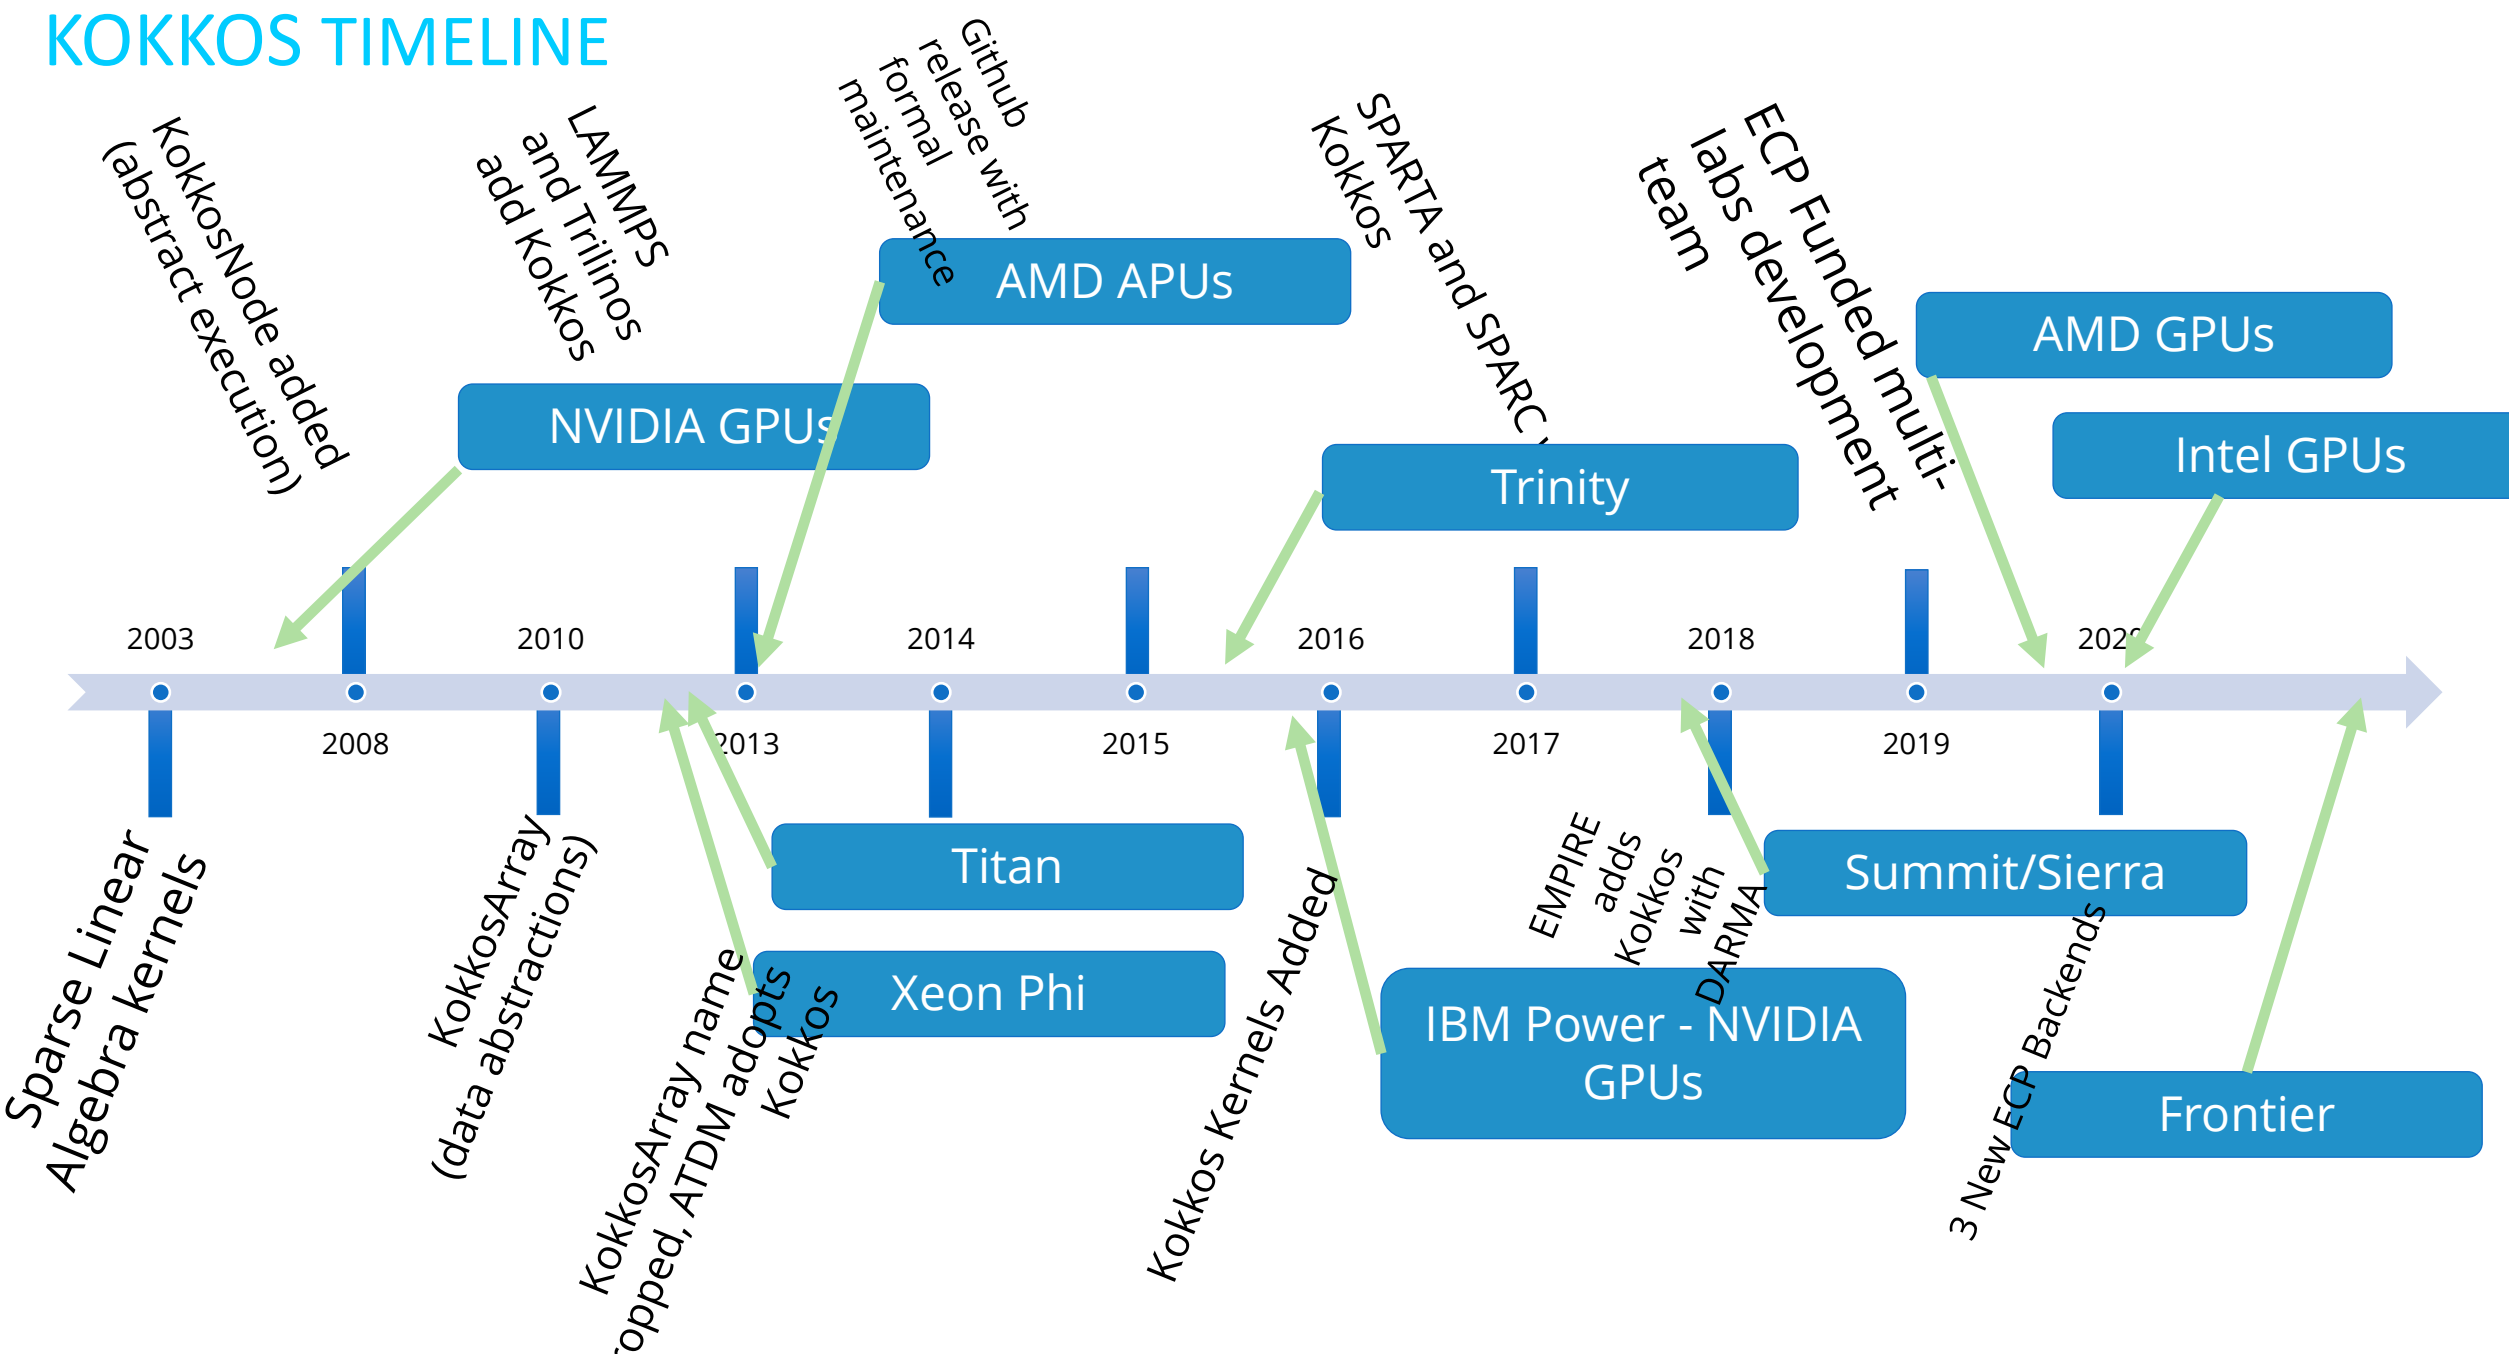 KOKKOS TIMELINE
KokkosNode added
(abstract execution)
LAMMPS
and Trilinos
add Kokkos
Github
release with
formal
maintenance
SPARTA and SPARC
Kokkos
ECP Funded multi-
labs development
team
AMD APUs
NVIDIA GPUs
Trinity
AMD GPUs
Intel GPUs
2003
2010
2014
2016
2018
2008
2013
2015
2017
2019
Sparse Linear
Algebra kernels
KokkosArray
(data abstractions)
KokkosArray name
ATDM adopts
Kokkos
Titan
Xeon Phi
Kokkos Kernels Added
EMPIRE
adds
Kokkos
with
DARMA
IBM Power - NVIDIA
GPUs
Summit/Sierra
3 New ECP Backends
Frontier